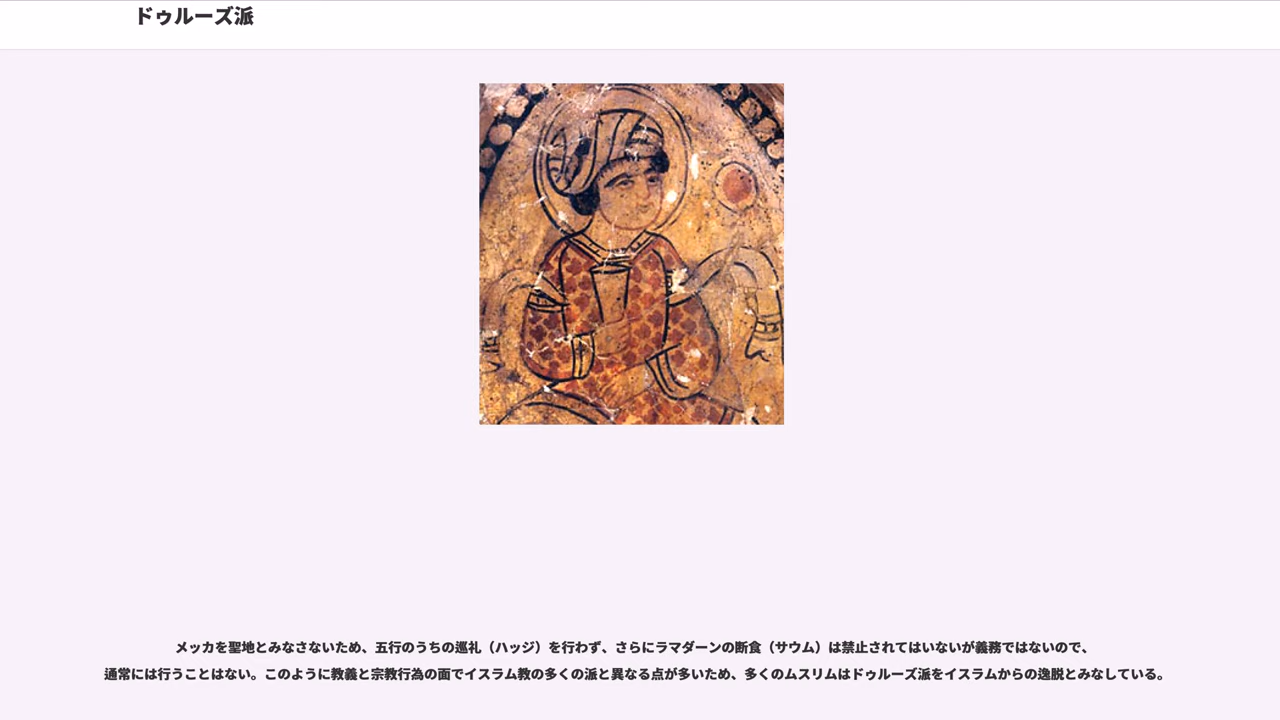 ドゥルーズ派
メッカを聖地とみなさないため、五行のうちの巡礼（ハッジ）を行わず、さらにラマダーンの断食（サウム）は禁止されてはいないが義務ではないので、
通常には行うことはない。このように教義と宗教行為の面でイスラム教の多くの派と異なる点が多いため、多くのムスリムはドゥルーズ派をイスラムからの逸脱とみなしている。